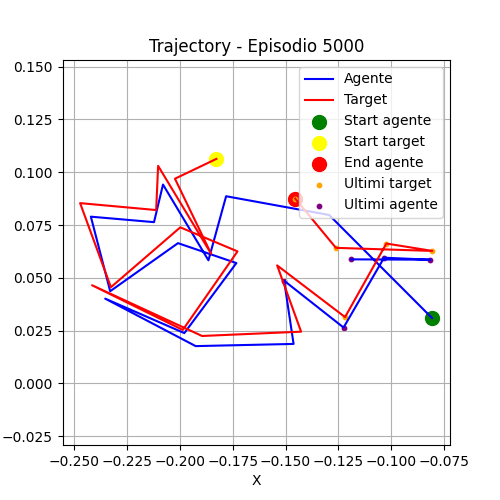 Trajectory - Episodio 5000
0.150
0.125
0.100
0.075
0.050
0.025
0.000
−0.025
Agente
Target
Start agente
Start target
End agente
Ultimi target
Ultimi agente
−0.250 −0.225 −0.200 −0.175 −0.150 −0.125 −0.100 −0.075
X